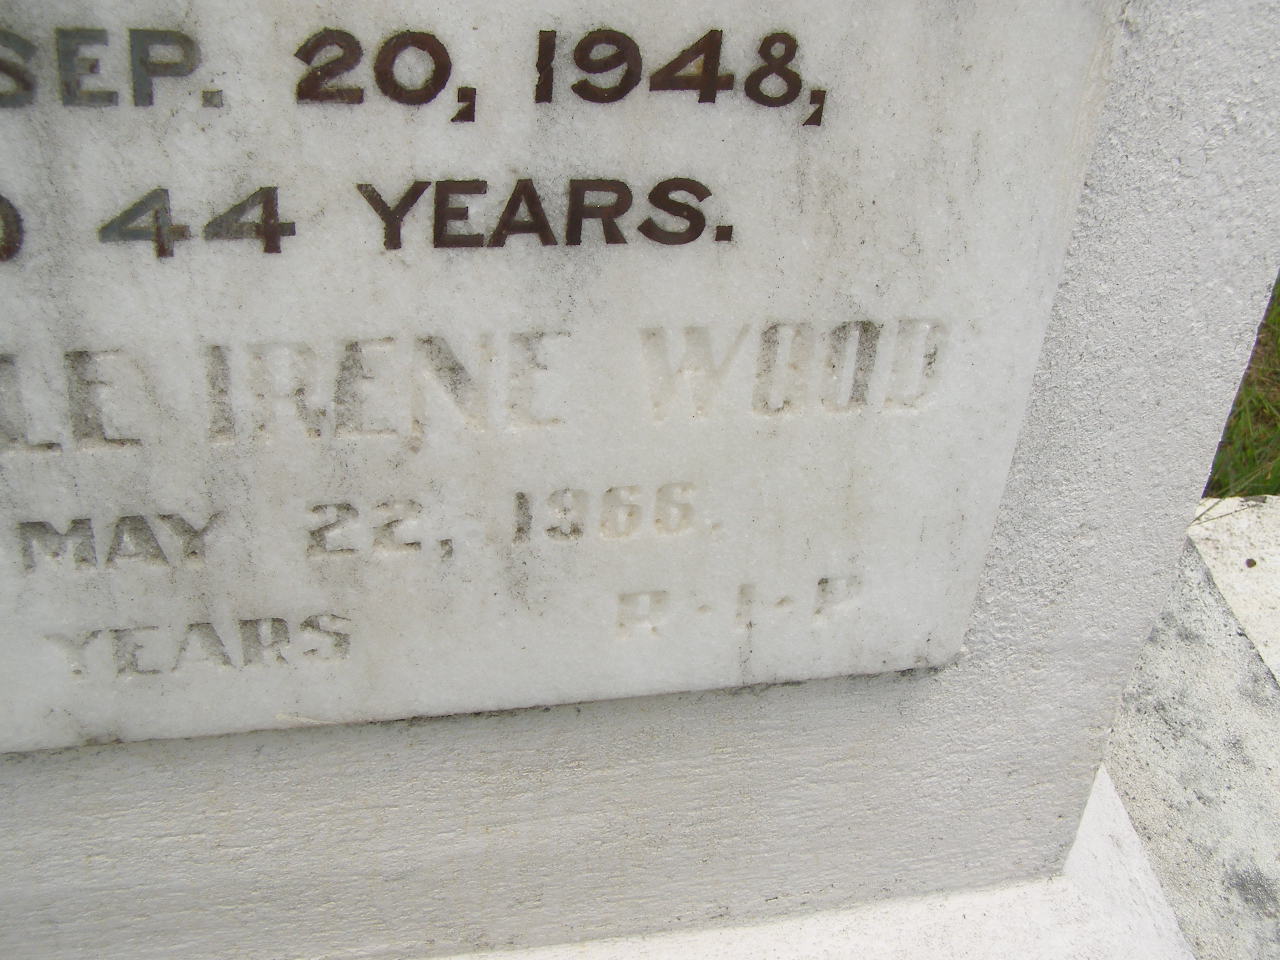 SEP. 20, 1948,
44 YEARS.
IRENE WOOD
MAY 22, 1966.
YEARS R·I·P